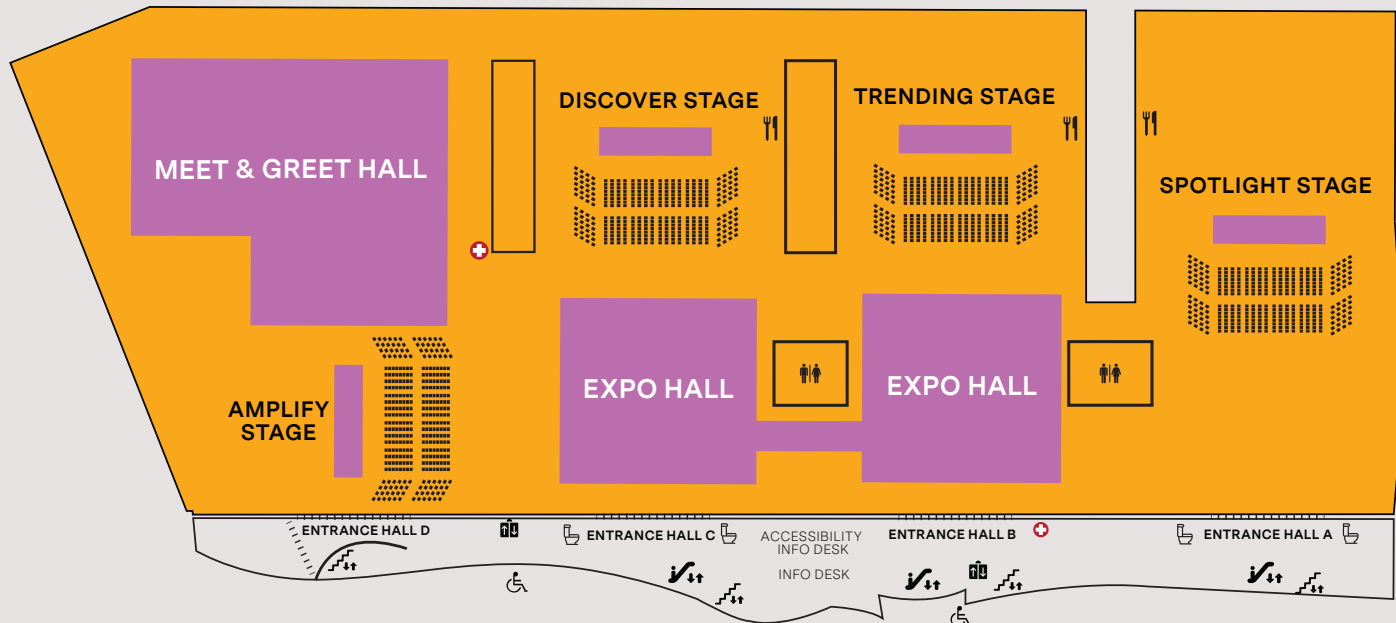 DISCOVER STAGE
TRENDING STAGE
MEET & GREET HALL
SPOTLIGHT STAGE
EXPO HALL
EXPO HALL
AMPLIFY
STAGE
ENTRANCE HALL D
ENTRANCE HALL C
ACCESSIBILITY
INFO DESK
INFO DESK
ENTRANCE HALL B
ENTRANCE HALL A